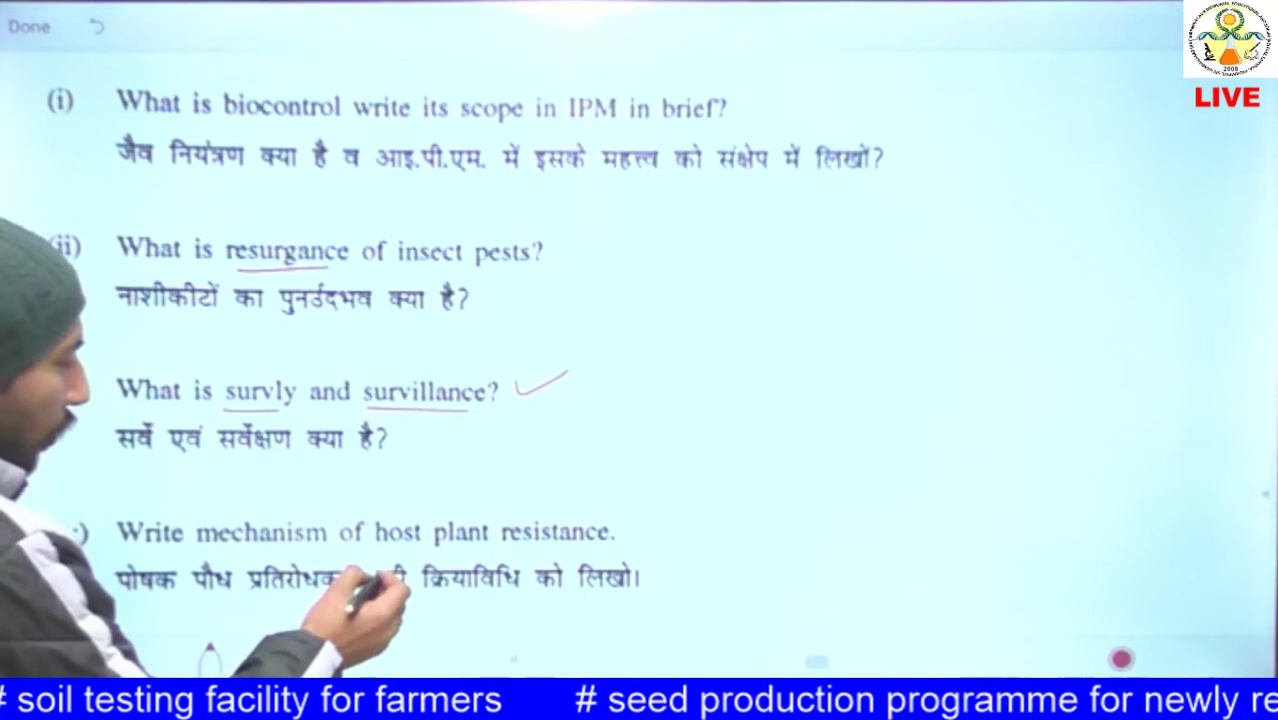 Done
LIVE
(i) What is biocontrol write its scope in IPM in brief?
जैव नियंत्रण क्या है व आइ.पी.एम. में इसके महत्त्व को संक्षेप में लिखों?
(ii) What is resurgance of insect pests?
नाशीकीटों का पुनर्उदभव क्या है?
What is survly and survillance?
सर्वे एवं सर्वेक्षण क्या है?
Write mechanism of host plant resistance.
पोषक पौध क्रियाविधि को लिखो।
# soil testing facility for farmers # seed production programme for newly re